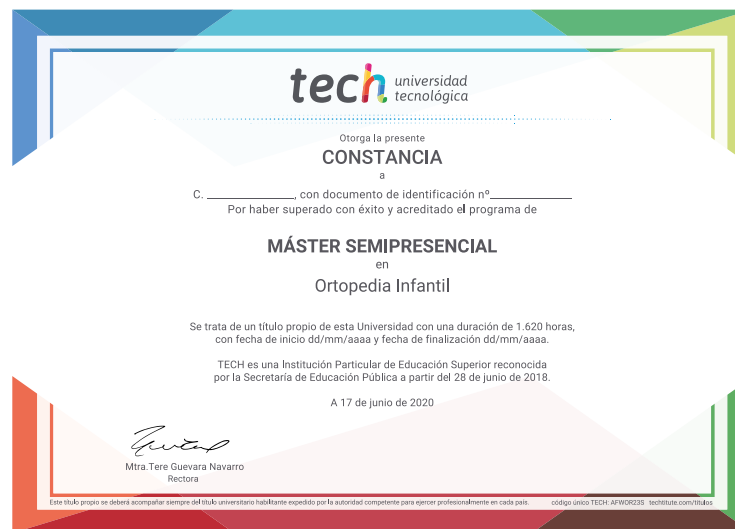 tech universidad
tecnológica
Otorga la presente
CONSTANCIA
a
C. ________________, con documento de identificación nº______________
Por haber superado con éxito y acreditado el programa de
MÁSTER SEMIPRESENCIAL
en
Ortopedia Infantil
Se trata de un título propio de esta Universidad con una duración de 1.620 horas,
con fecha de inicio dd/mm/aaaa y fecha de finalización dd/mm/aaaa.
TECH es una Institución Particular de Educación Superior reconocida
por la Secretaría de Educación Pública a partir del 28 de junio de 2018.
A 17 de junio de 2020
Mtra.Tere Guevara Navarro
Rectora
Este título propio se deberá acompañar siempre del título universitario habilitante expedido por la autoridad competente para ejercer profesionalmente en cada país. código único TECH: AFWOR23S techtitute.com/títulos